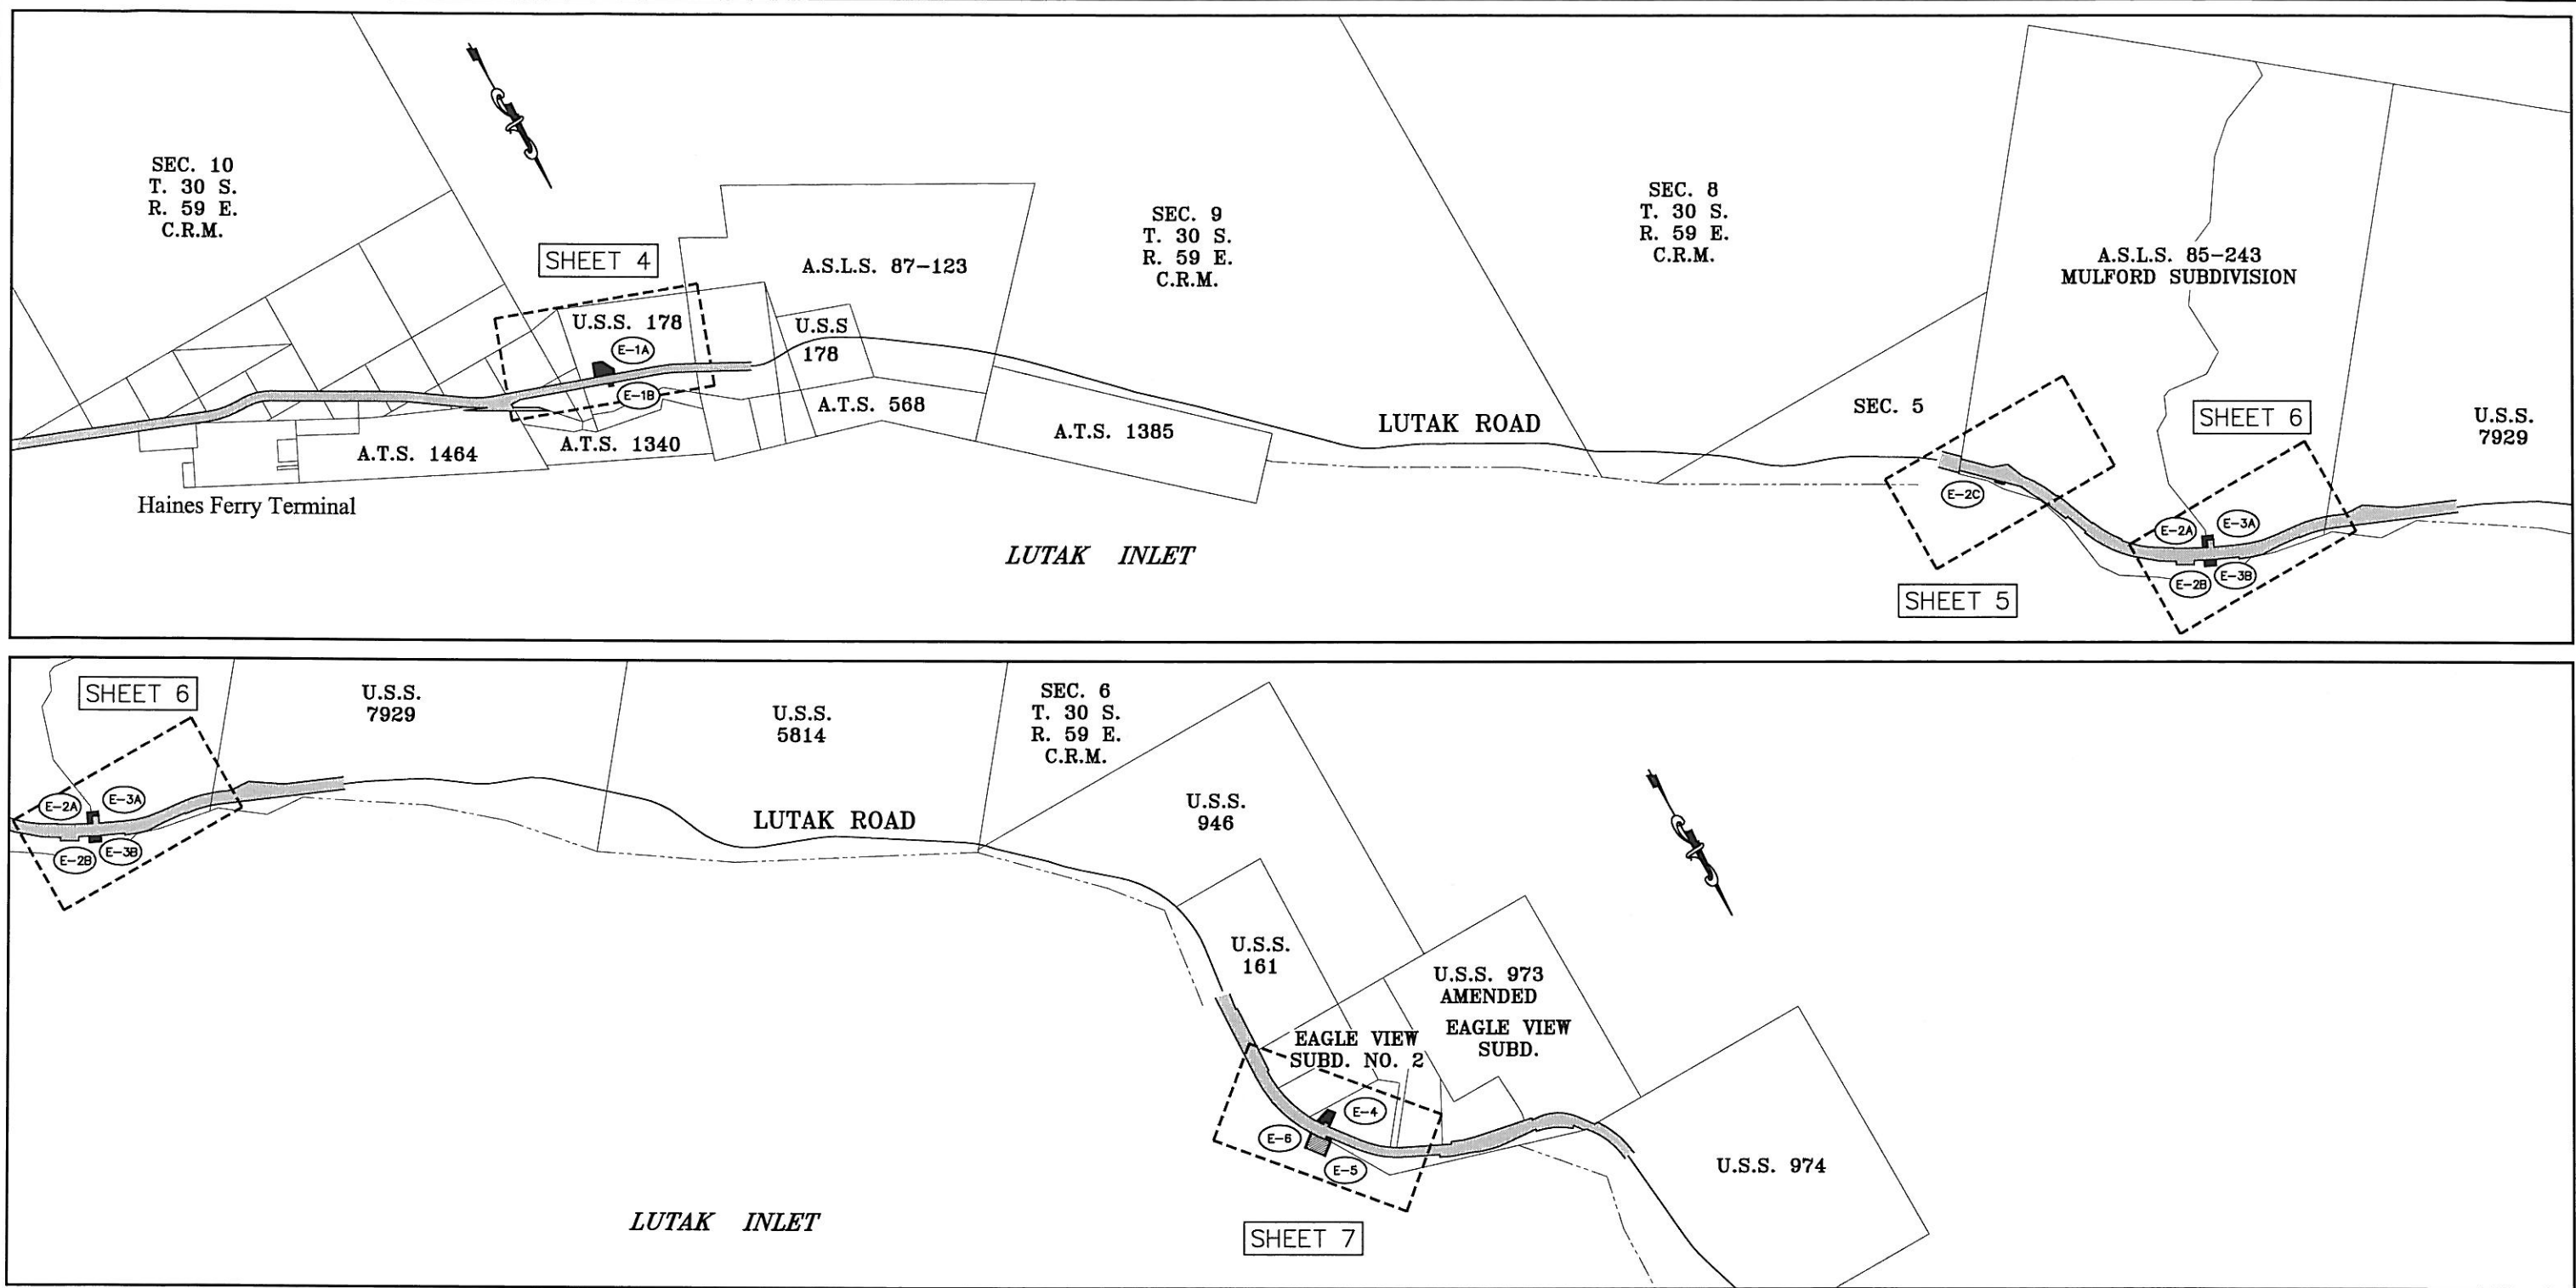 SEC. 10
T. 30 S.
R. 59 E.
C.R.M.
SHEET 4
U.S.S. 178
E-1A
E-1B
A.S.L.S. 87-123
U.S.S
178
A.T.S. 568
A.T.S. 1464
A.T.S. 1340
Haines Ferry Terminal
SEC. 9
T. 30 S.
R. 59 E.
C.R.M.
A.T.S. 1385
LUTAK ROAD
LUTAK INLET
SEC. 8
T. 30 S.
R. 59 E.
C.R.M.
SEC. 5
A.S.L.S. 85-243
MULFORD SUBDIVISION
E-2C
SHEET 5
SHEET 6
E-2A
E-3A
E-2B
E-3B
U.S.S.
7929
SHEET 6
E-2A
E-3A
E-2B
E-3B
U.S.S.
7929
U.S.S.
5814
LUTAK ROAD
SEC. 6
T. 30 S.
R. 59 E.
C.R.M.
U.S.S.
946
U.S.S.
161
U.S.S. 973
AMENDED
EAGLE VIEW
SUBD.
EAGLE VIEW
SUBD. NO. 2
E-4
E-6
E-5
U.S.S. 974
LUTAK INLET
SHEET 7